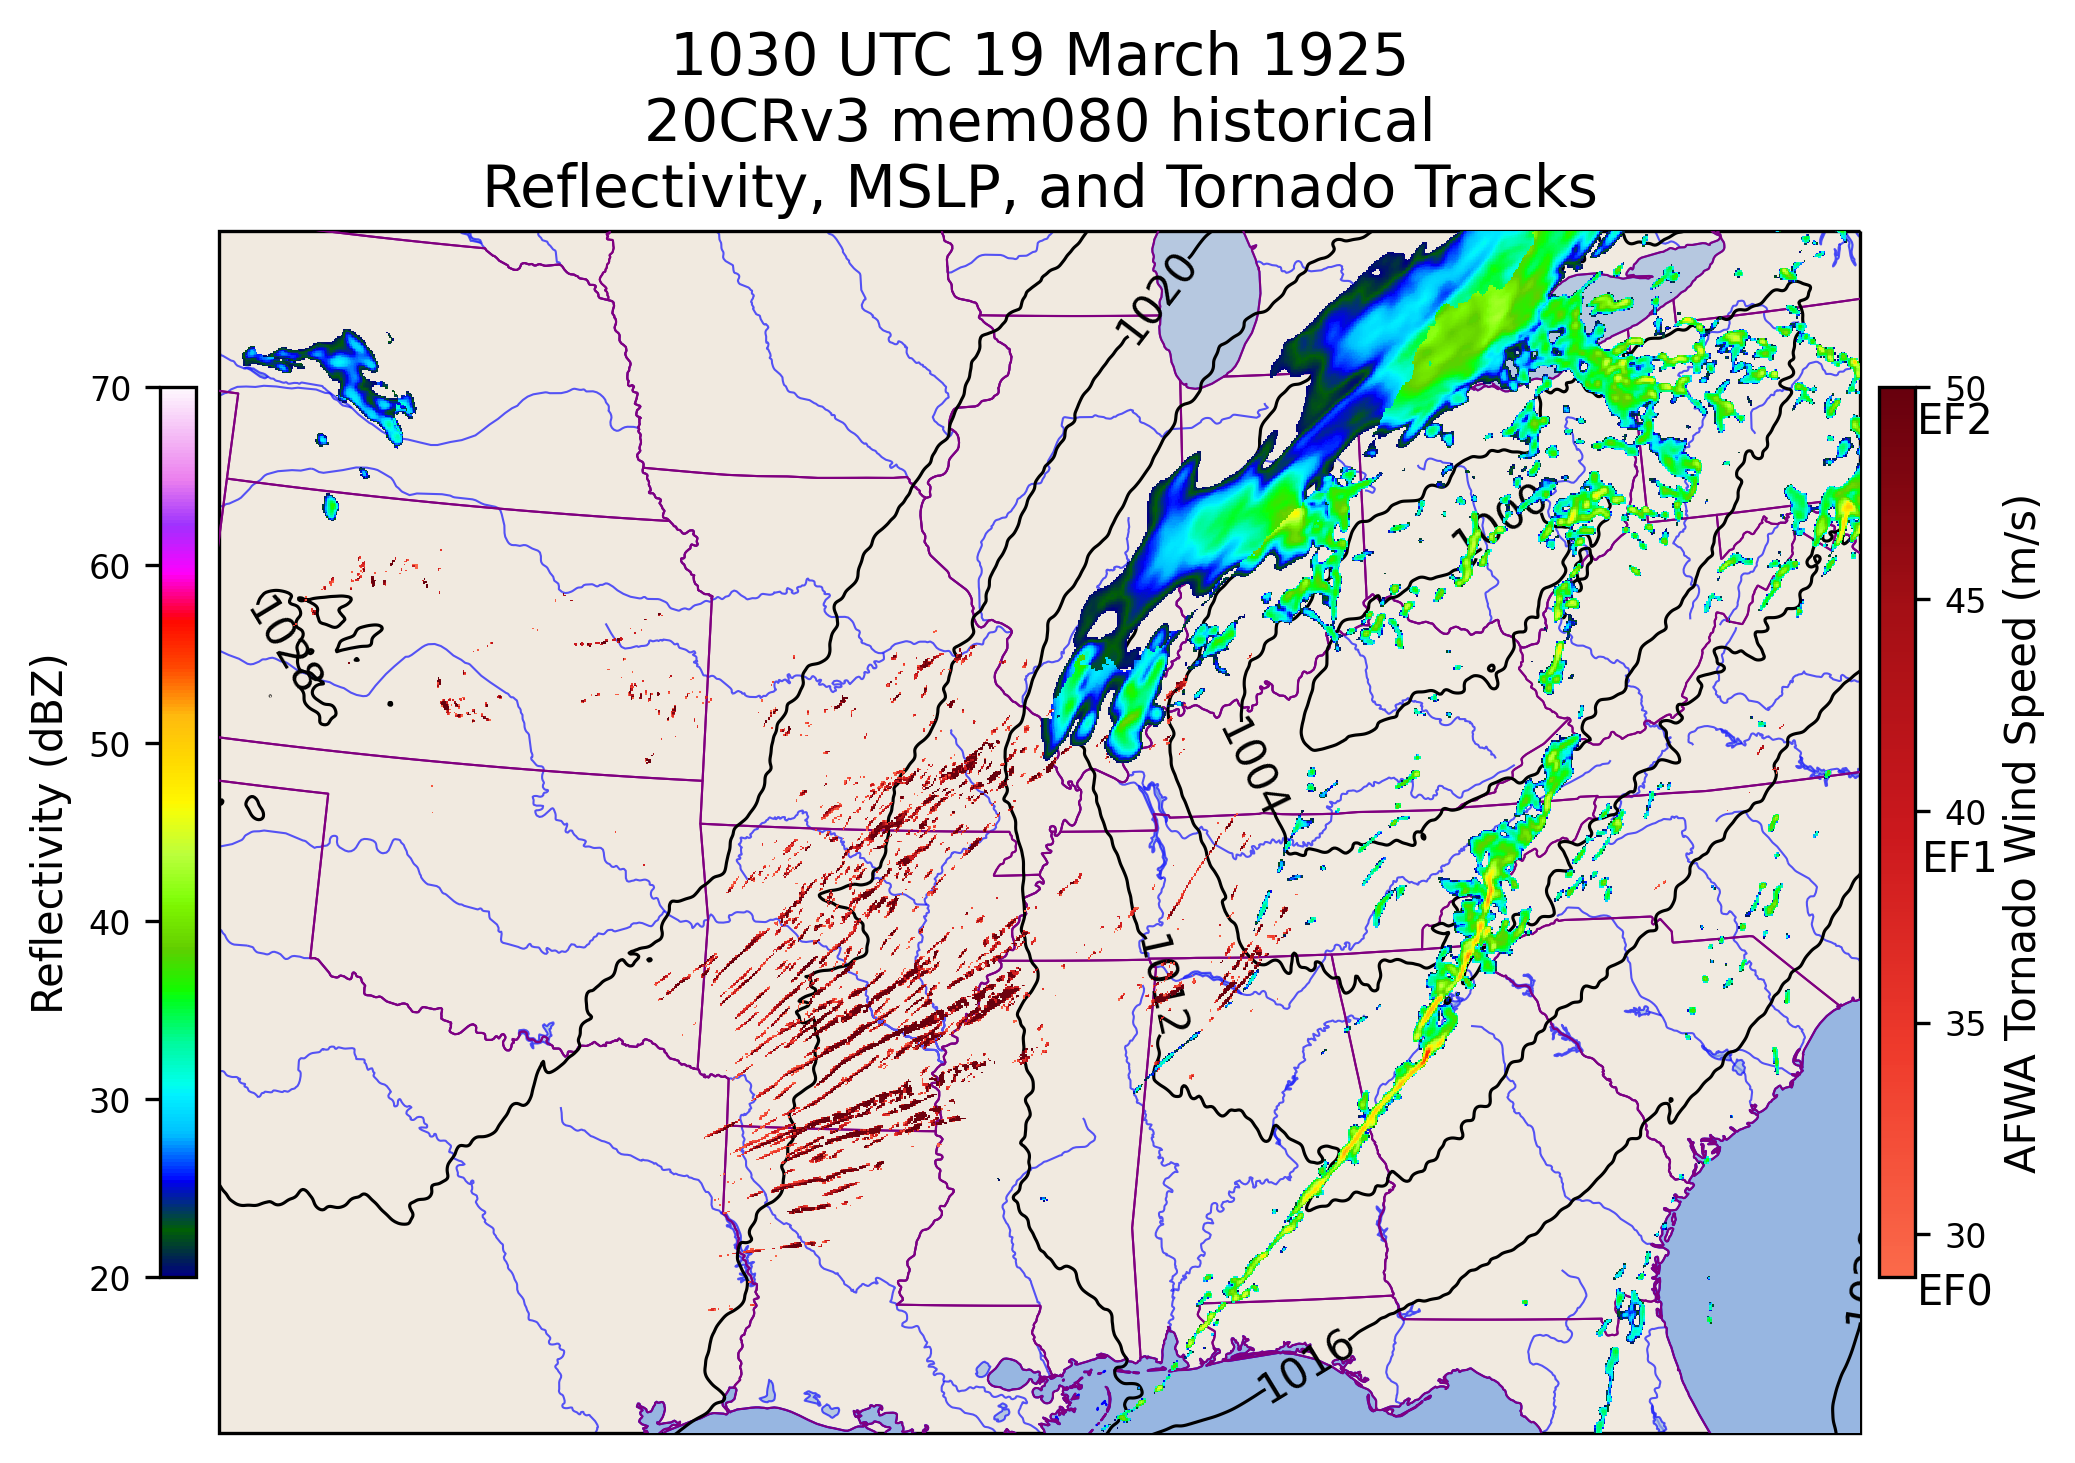 1030 UTC 19 March 1925
20CRv3 mem080 historical
Reflectivity, MSLP, and Tornado Tracks
Reflectivity (dBZ)
70
60
50
40
30
20
1020
1028
1008
1004
1012
1016
50
EF2
45
40
EF1
35
30
EF0
AFWA Tornado Wind Speed (m/s)